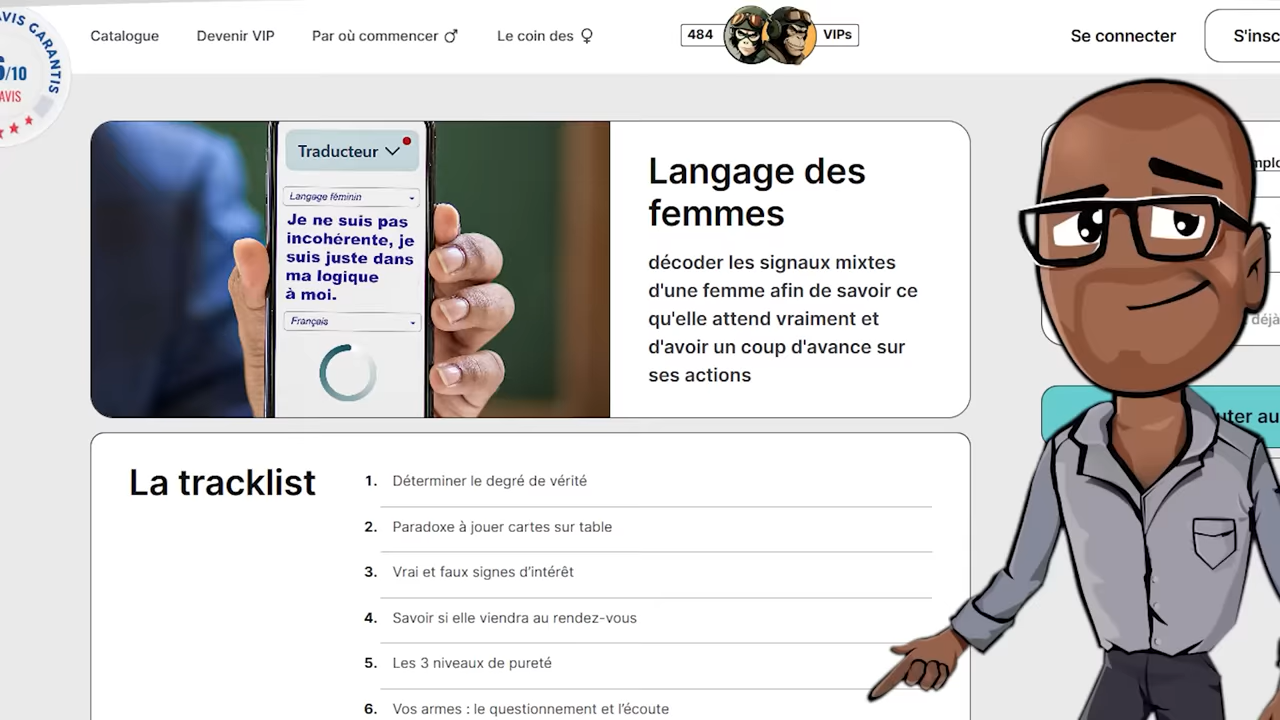 AVIS GARANTIS
/10
AVIS
Catalogue
Devenir VIP
Par où commencer ♂
Le coin des ♀
484
VIPs
Se connecter
Traducteur
Langage féminin
Je ne suis pas
incohérente, je
suis juste dans
ma logique
à moi.
Français
Langage des
femmes
décoder les signaux mixtes
d'une femme afin de savoir ce
qu'elle attend vraiment et
d'avoir un coup d'avance sur
ses actions
déjà
La tracklist
1. Déterminer le degré de vérité
2. Paradoxe à jouer cartes sur table
3. Vrai et faux signes d’intérêt
4. Savoir si elle viendra au rendez-vous
5. Les 3 niveaux de pureté
6. Vos armes : le questionnement et l’écoute